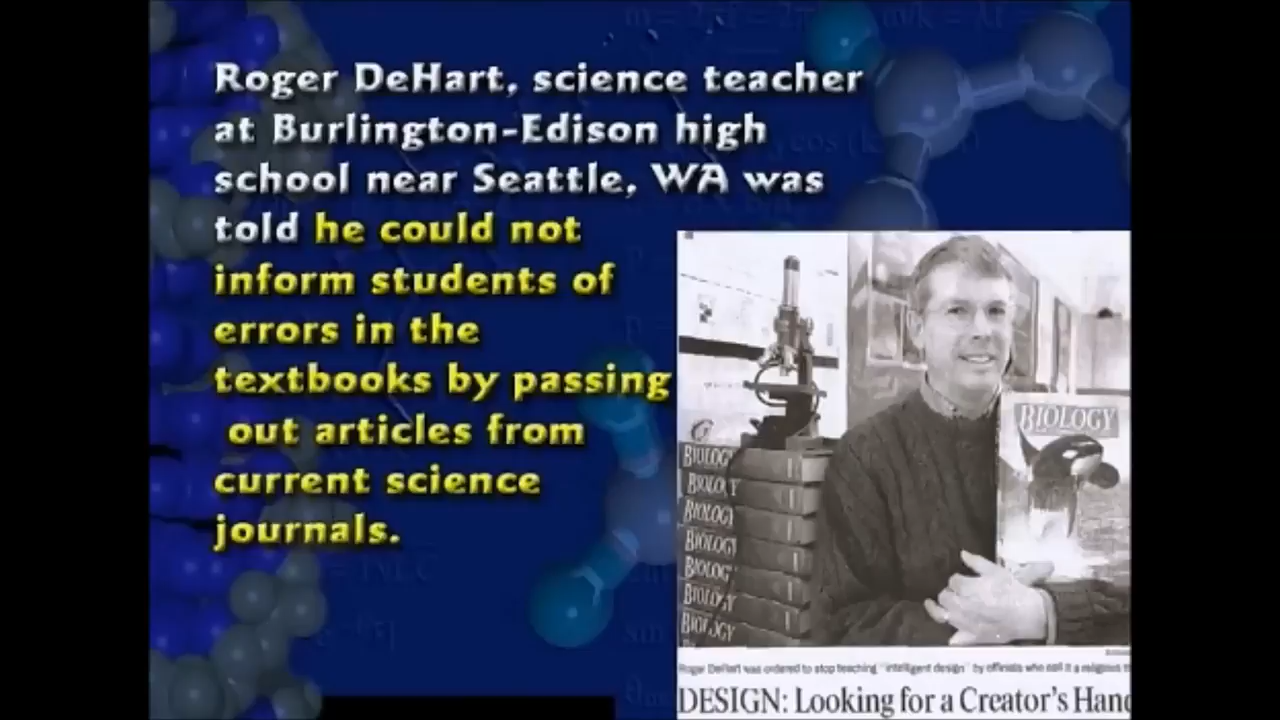 Roger DeHart, science teacher
at Burlington-Edison high
school near Seattle, WA was
told he could not
inform students of
errors in the
textbooks by passing
out articles from
current science
journals.
BIOLOGY
BIOLOGY
BIOLOGY
BIOLOGY
BIOLOGY
BIOLOGY
BIOLOGY
BIOLOGY
Roger DeHart was ordered to stop teaching "intelligent design" by officials who call it a religious
DESIGN: Looking for a Creator's Hand